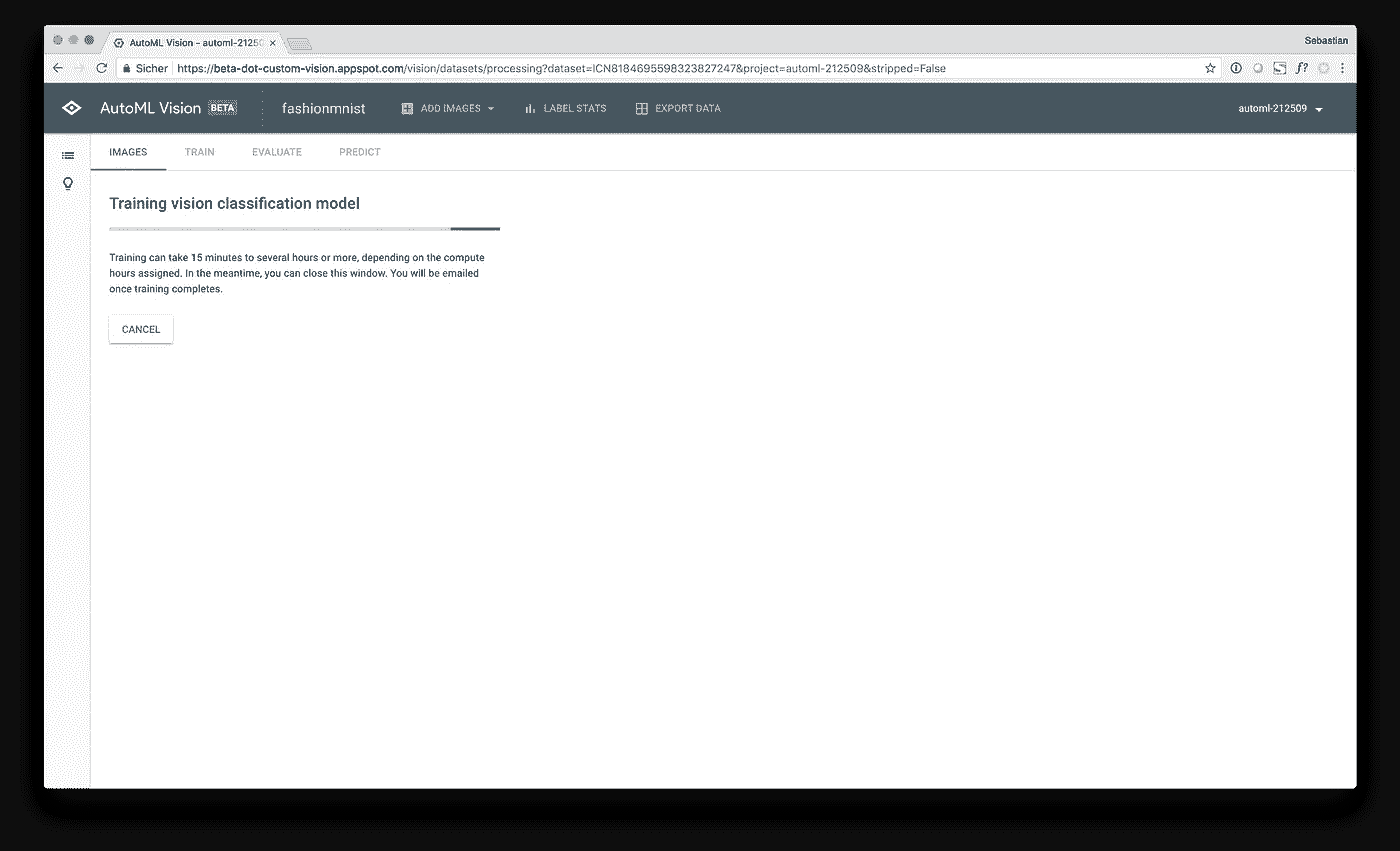 AutoML Vision – automl-2125
Sebastian
Sicher https://beta-dot-custom-vision.appspot.com/vision/datasets/processing?dataset=ICN8184695598323827247&project=automl-212509&stripped=False
f?
AutoML Vision BETA fashionmnist ADD IMAGES LABEL STATS EXPORT DATA automl-212509
IMAGES TRAIN EVALUATE PREDICT
Training vision classification model
Training can take 15 minutes to several hours or more, depending on the compute
hours assigned. In the meantime, you can close this window. You will be emailed
once training completes.
CANCEL